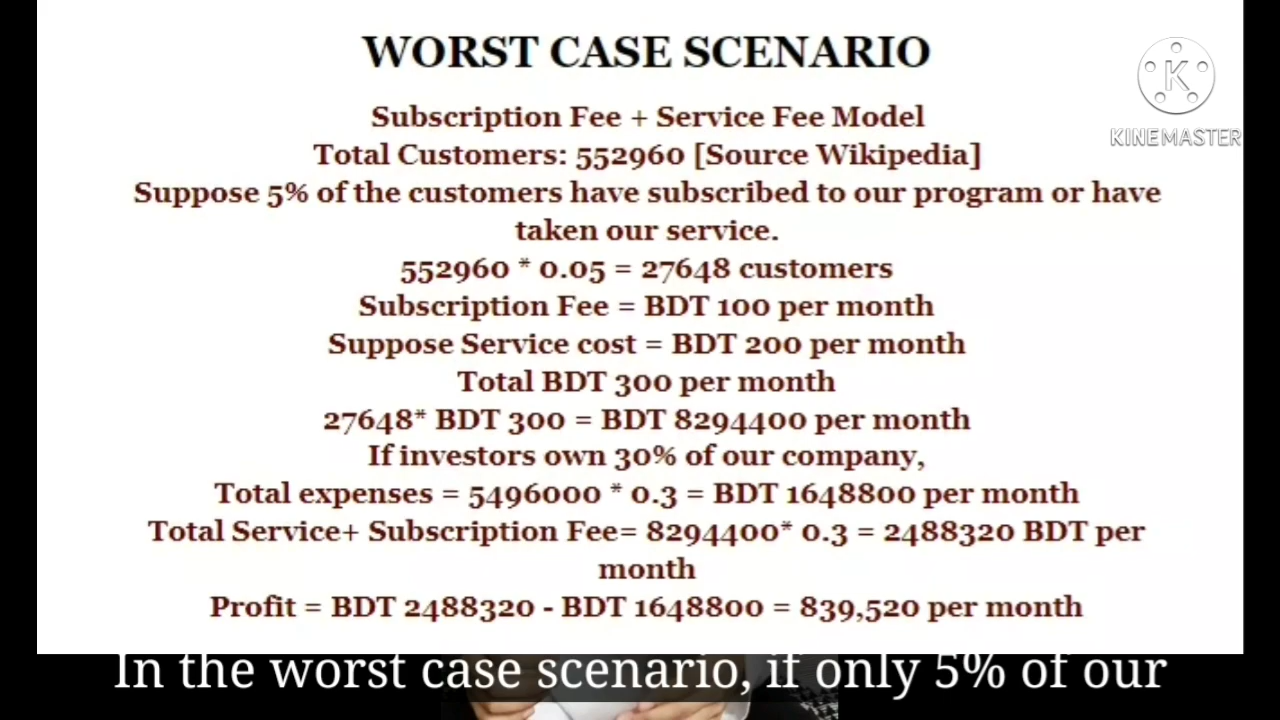 WORST CASE SCENARIO
KINEMASTER
Subscription Fee + Service Fee Model
Total Customers: 552960 [Source Wikipedia]
Suppose 5% of the customers have subscribed to our program or have
taken our service.
552960 * 0.05 = 27648 customers
Subscription Fee = BDT 100 per month
Suppose Service cost = BDT 200 per month
Total BDT 300 per month
27648* BDT 300 = BDT 8294400 per month
If investors own 30% of our company,
Total expenses = 5496000 * 0.3 = BDT 1648800 per month
Total Service+ Subscription Fee= 8294400* 0.3 = 2488320 BDT per
month
Profit = BDT 2488320 - BDT 1648800 = 839,520 per month
In the worst case scenario, if only 5% of our